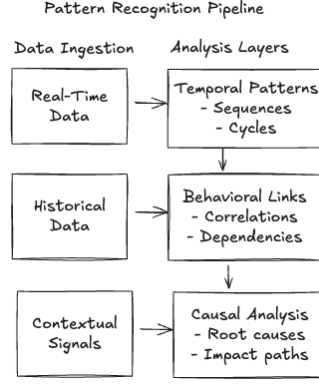 Pattern Recognition Pipeline
Data Ingestion
Analysis Layers
Real-Time
Data
Temporal Patterns
- Sequences
- Cycles
Historical
Data
Behavioral Links
- Correlations
- Dependencies
Contextual
Signals
Causal Analysis
- Root causes
- Impact paths